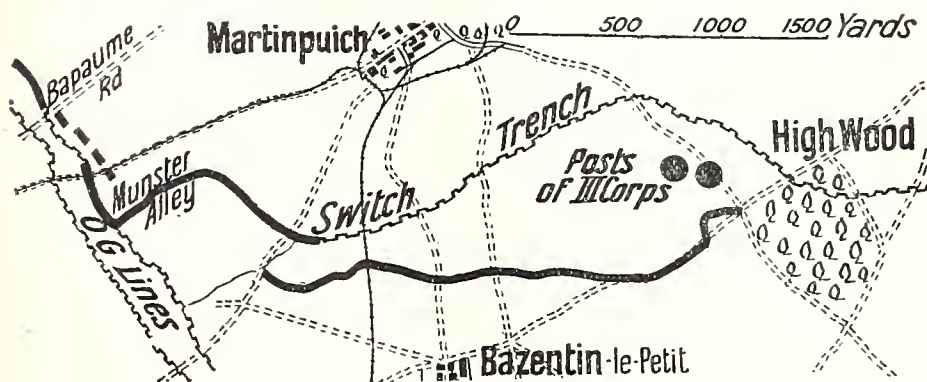 0 500 1000 1500 Yards
Martinpuich
Bapaume
Rd
Trench
High Wood
Posts
of III Corps
Munster
Alley
Switch
O G Lines
Bazentin-le-Petit